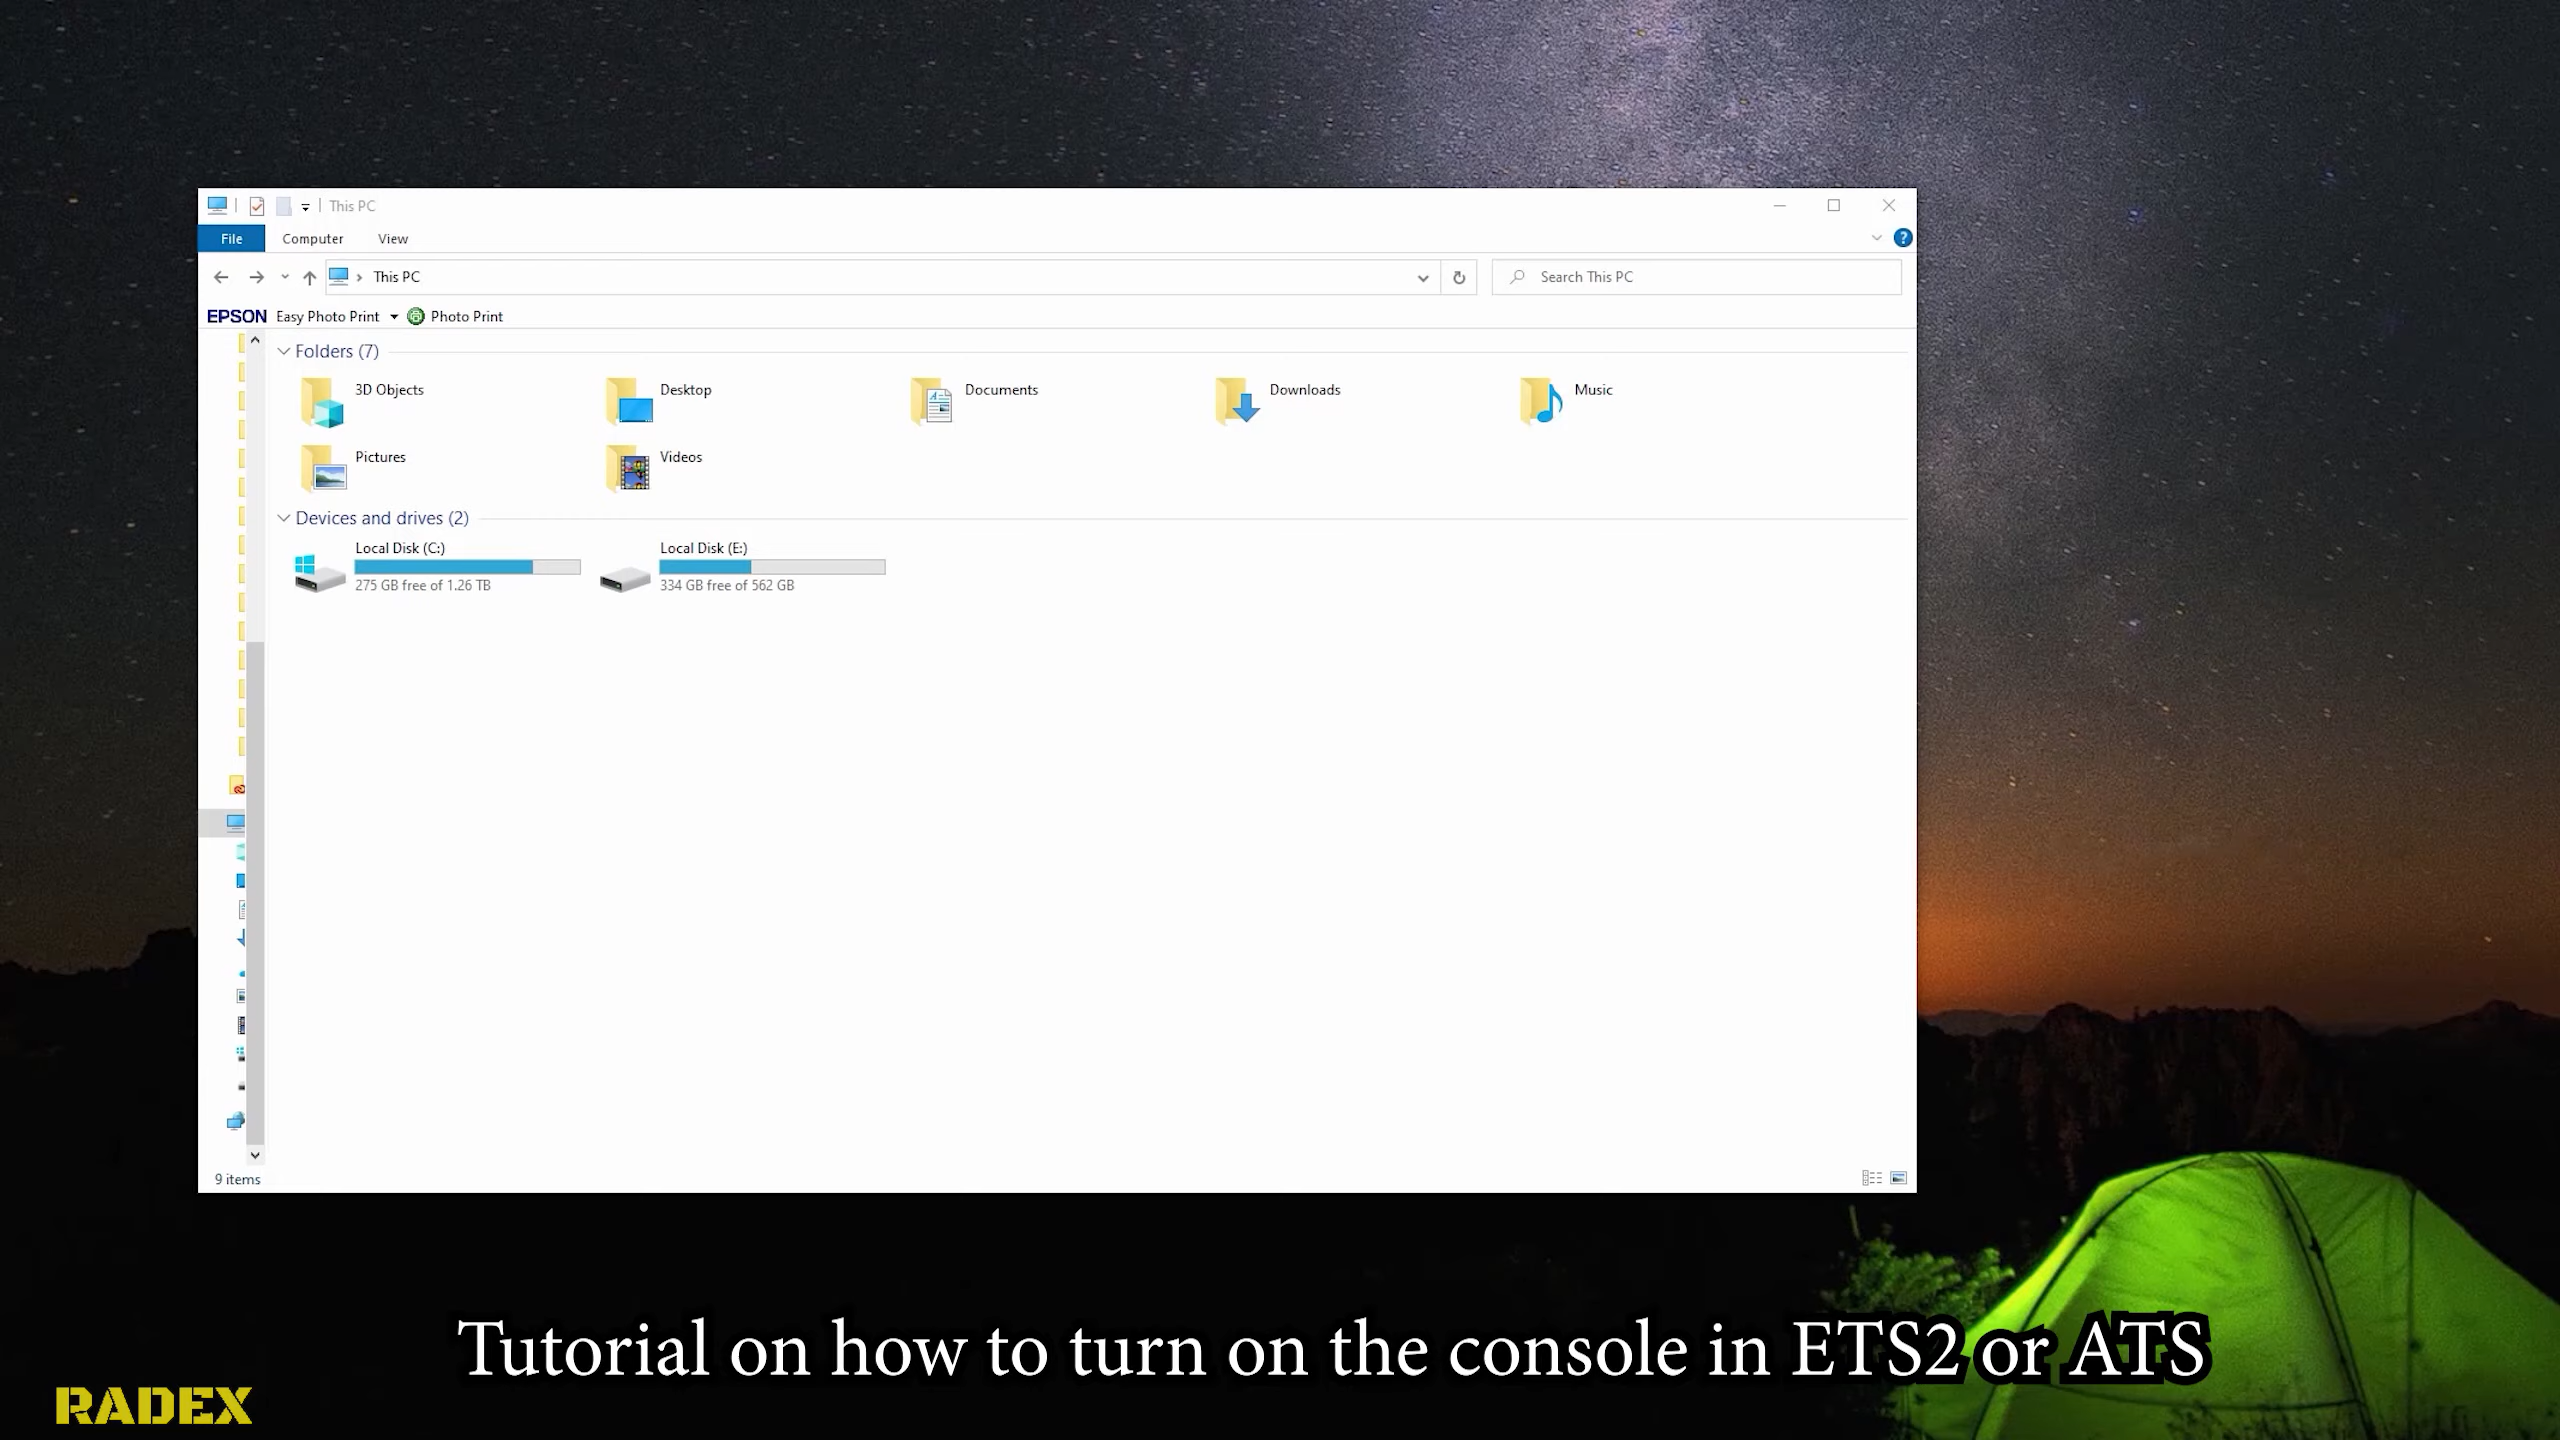 This PC
File Computer View
This PC Search This PC
EPSON Easy Photo Print Photo Print
Folders (7)
3D Objects Desktop Documents Downloads Music
Pictures Videos
Devices and drives (2)
Local Disk (C:) Local Disk (E:)
275 GB free of 1.26 TB 334 GB free of 562 GB
9 items
Tutorial on how to turn on the console in ETS2 or ATS
RADEX